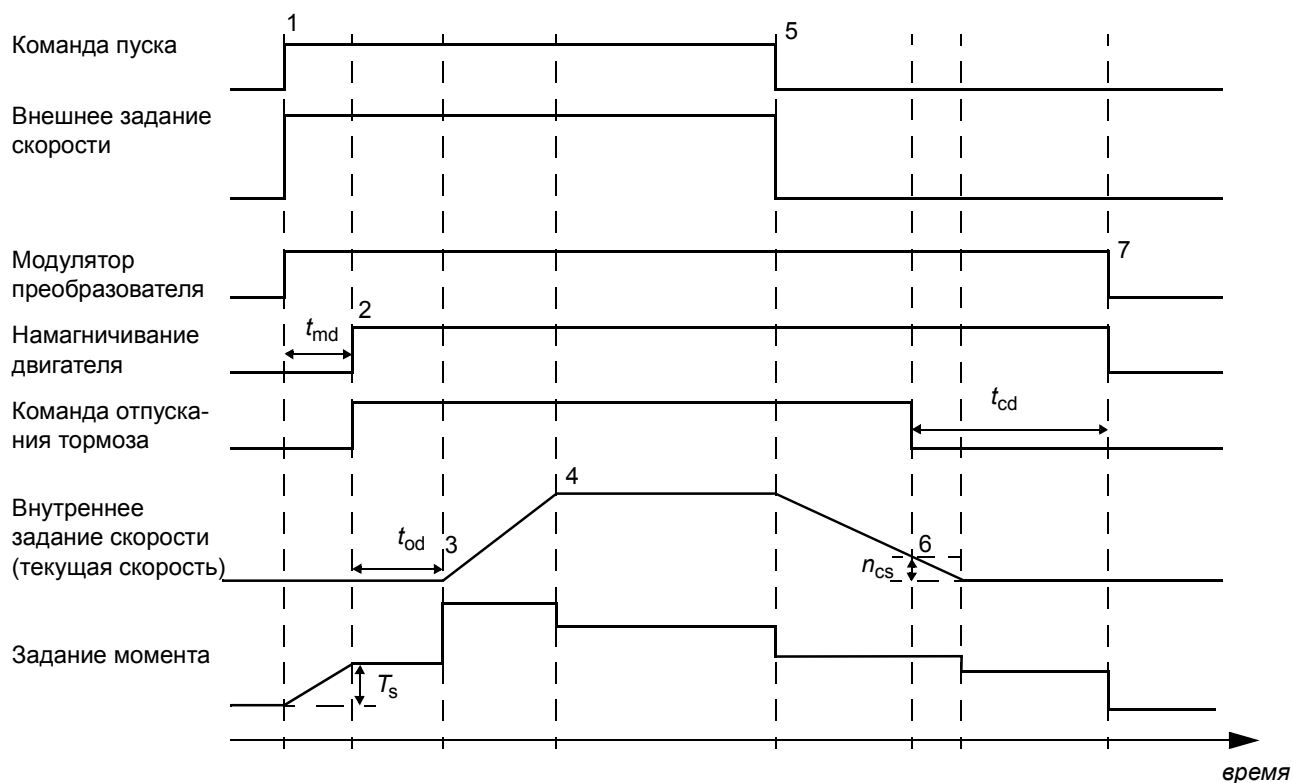 Команда пуска
1
5
Внешнее задание
скорости
Модулятор
преобразователя
7
Намагничивание
двигателя
tmd
2
Команда отпуска-
ния тормоза
tcd
Внутреннее
задание скорости
(текущая скорость)
tod
3
4
6
ncs
Задание момента
Ts
время